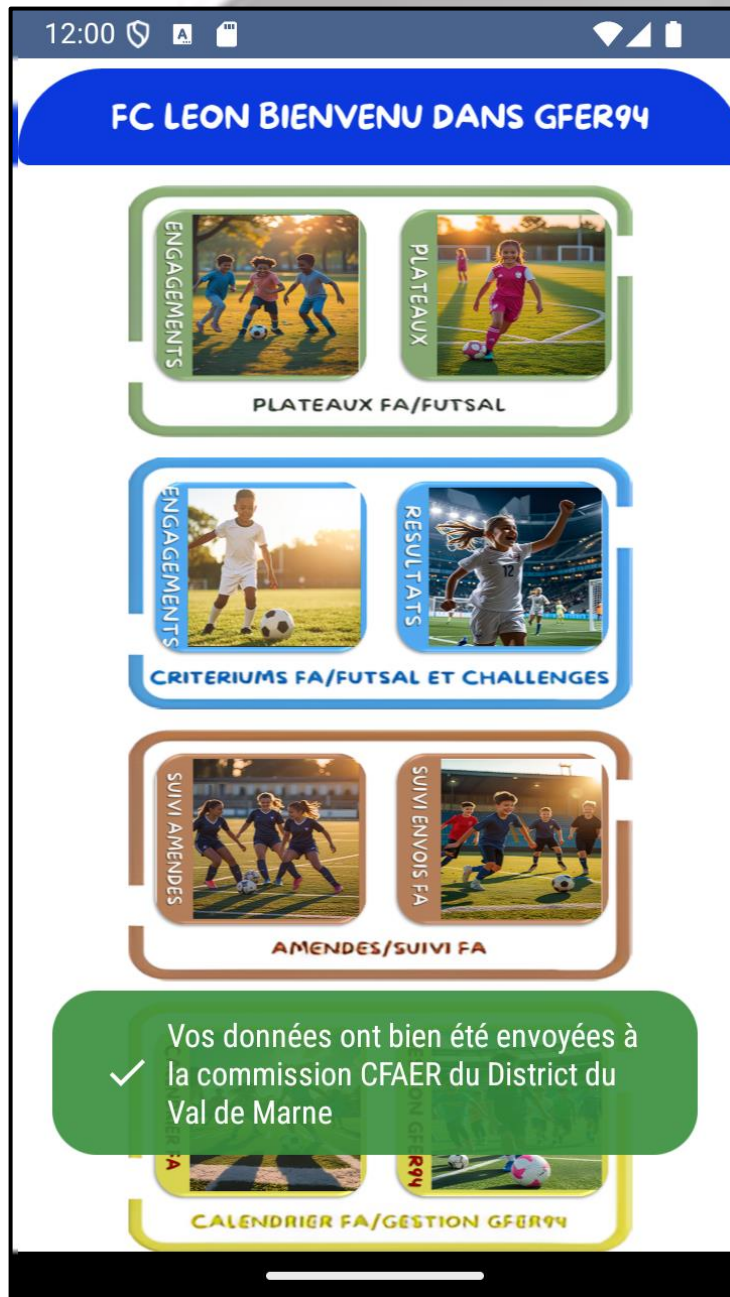 12:00
FC LEON BIENVENU DANS GFER94
ENGAGEMENTS
PLATEAUX
PLATEAUX FA/FUTSAL
ENGAGEMENTS
RESULTATS
12
CRITERIUMS FA/FUTSAL ET CHALLENGES
SUIVI AMENDES
SUIVI ENVOIS FA
AMENDES/SUIVI FA
Vos données ont bien été envoyées à
la commission CFAER du District du
Val de Marne
CALENDRIER FA/GESTION GFER94